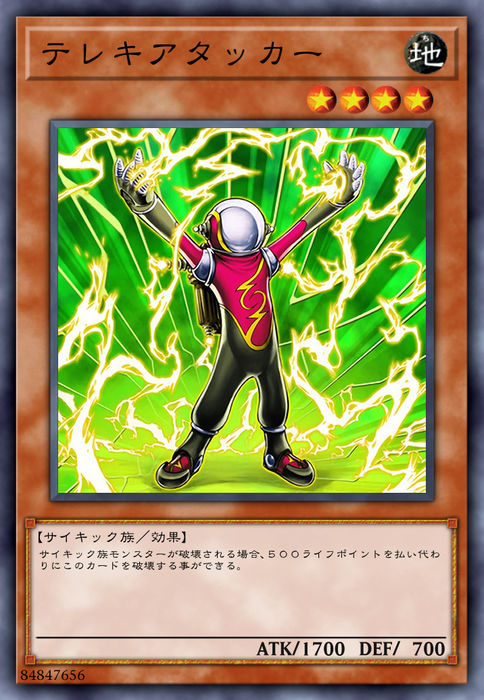 テレキアタッカー
ち
地
【サイキック族／効果】
サイキック族モンスターが破壊される場合、５００ライフポイントを払い代わ
りにこのカードを破壊する事ができる。
ATK/1700 DEF/ 700
84847656